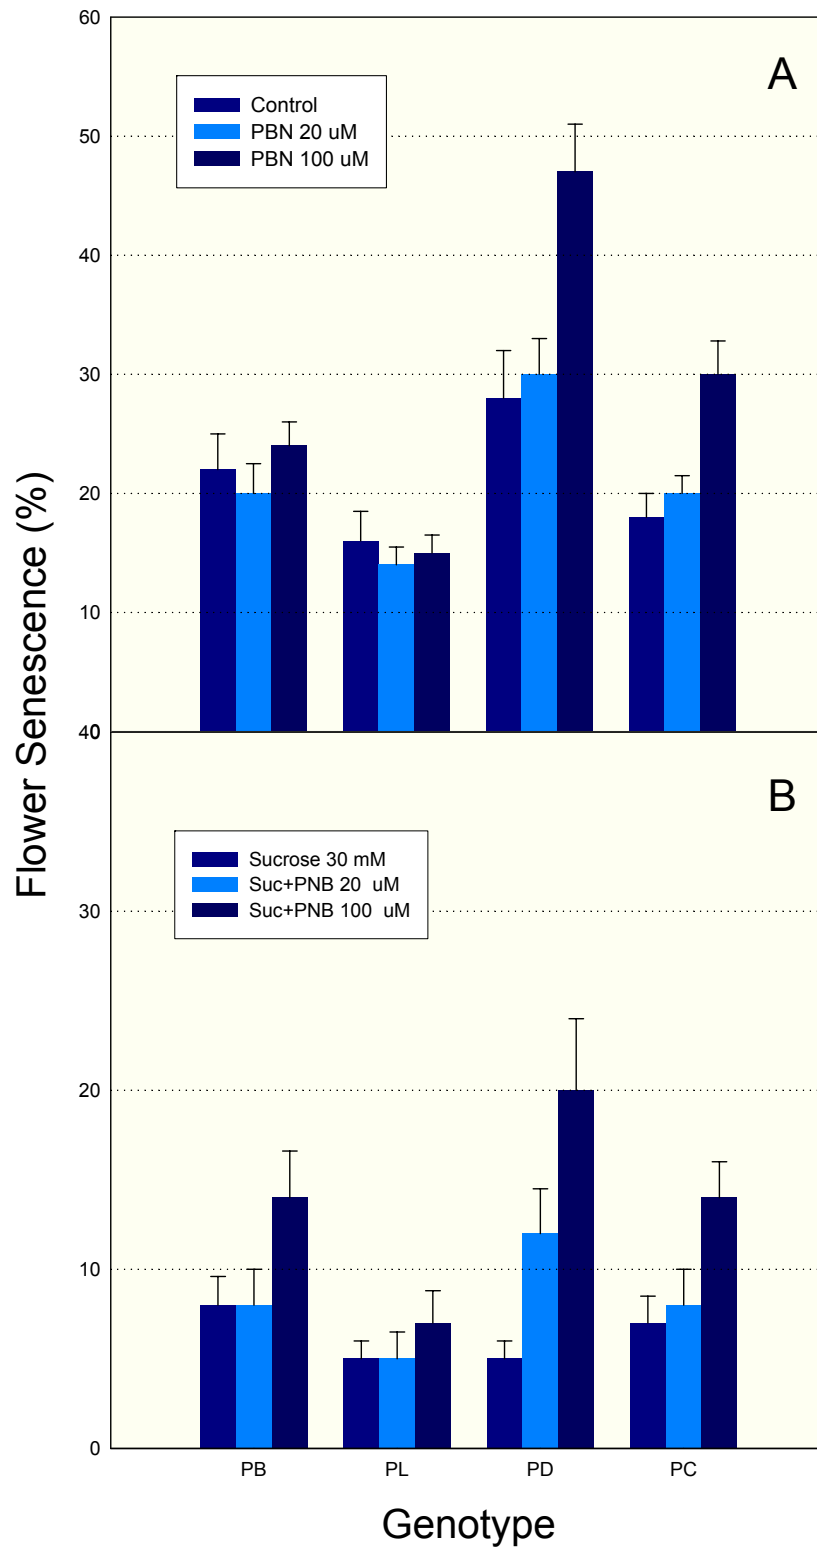 60
A
Control
PBN 20 uM
PBN 100 uM
50
40
30
20
10
0
Flower Senescence (%)
40
B
Sucrose 30 mM
Suc+PNB 20 uM
Suc+PNB 100 uM
30
20
10
0
PB PL PD PC
Genotype